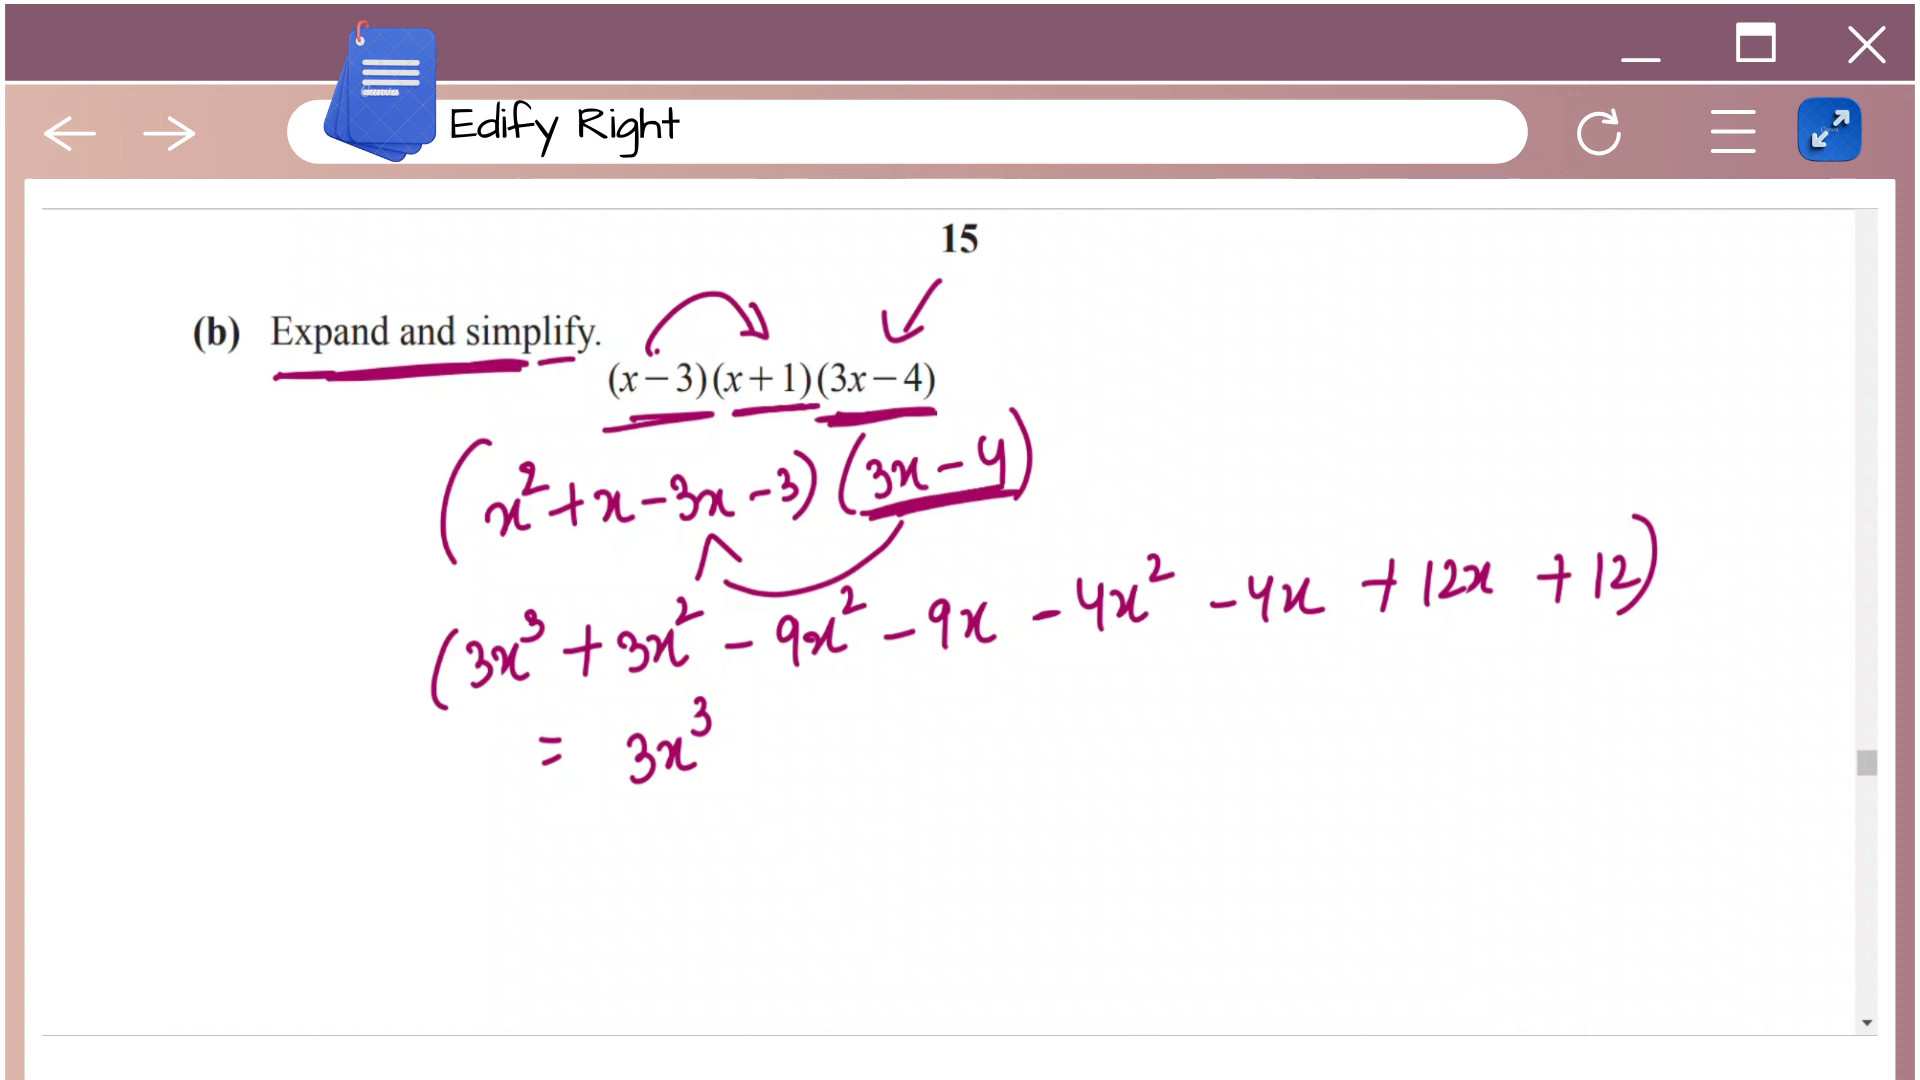 Edify Right
15
(b) Expand and simplify.
(x − 3)(x + 1)(3x − 4)
(x² + x − 3x − 3) (3x − 4)
(3x³ + 3x² − 9x² − 9x − 4x² − 4x + 12x + 12)
= 3x³